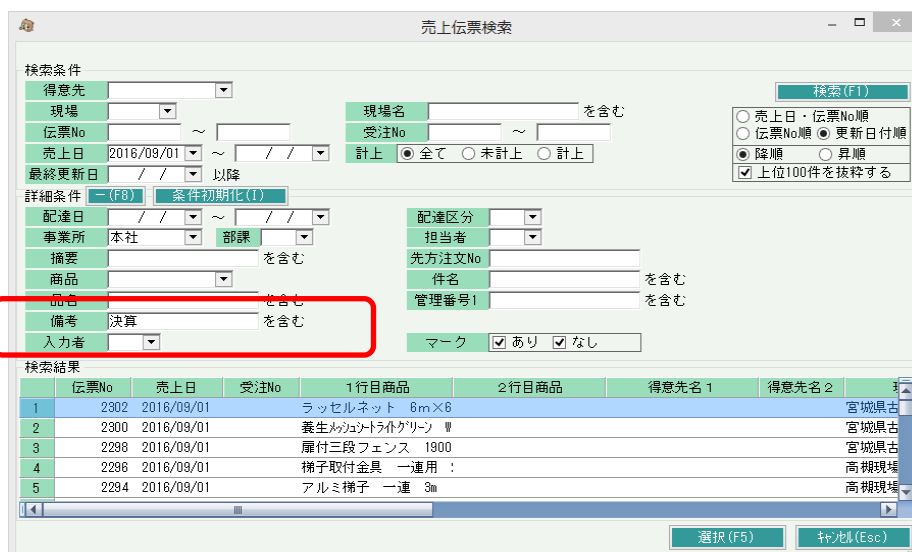 売上伝票検索
検索条件
得意先
検索(F1)
現場 現場名 を含む
売上日・伝票No順
伝票No ～ 受注No ～
伝票No順 更新日付順
売上日 2016/09/01 ～ / / 計上 全て 未計上 計上
降順 昇順
最終更新日 / / 以降
上位100件を抜粋する
詳細条件 －(F8) 条件初期化(I)
配達日 / / ～ / / 配達区分
事業所 本社 部課 担当者
摘要 を含む 先方注文No
商品 件名 を含む
品名 を含む 管理番号1 を含む
備考 決算 を含む
入力者 マーク あり なし
検索結果
伝票No 売上日 受注No 1行目商品 2行目商品 得意先名1 得意先名2
1 2302 2016/09/01 ラッセルネット 6m×6 宮城県古
2 2300 2016/09/01 養生ﾒｯｼｭｼｰﾄﾗｲﾄｸﾞﾘｰﾝ 宮城県古
3 2298 2016/09/01 扉付三段フェンス 1900 宮城県古
4 2296 2016/09/01 梯子取付金具 一連用 高槻現場
5 2294 2016/09/01 アルミ梯子 一連 3m 高槻現場
選択(F5) ｷｬﾝｾﾙ(Esc)